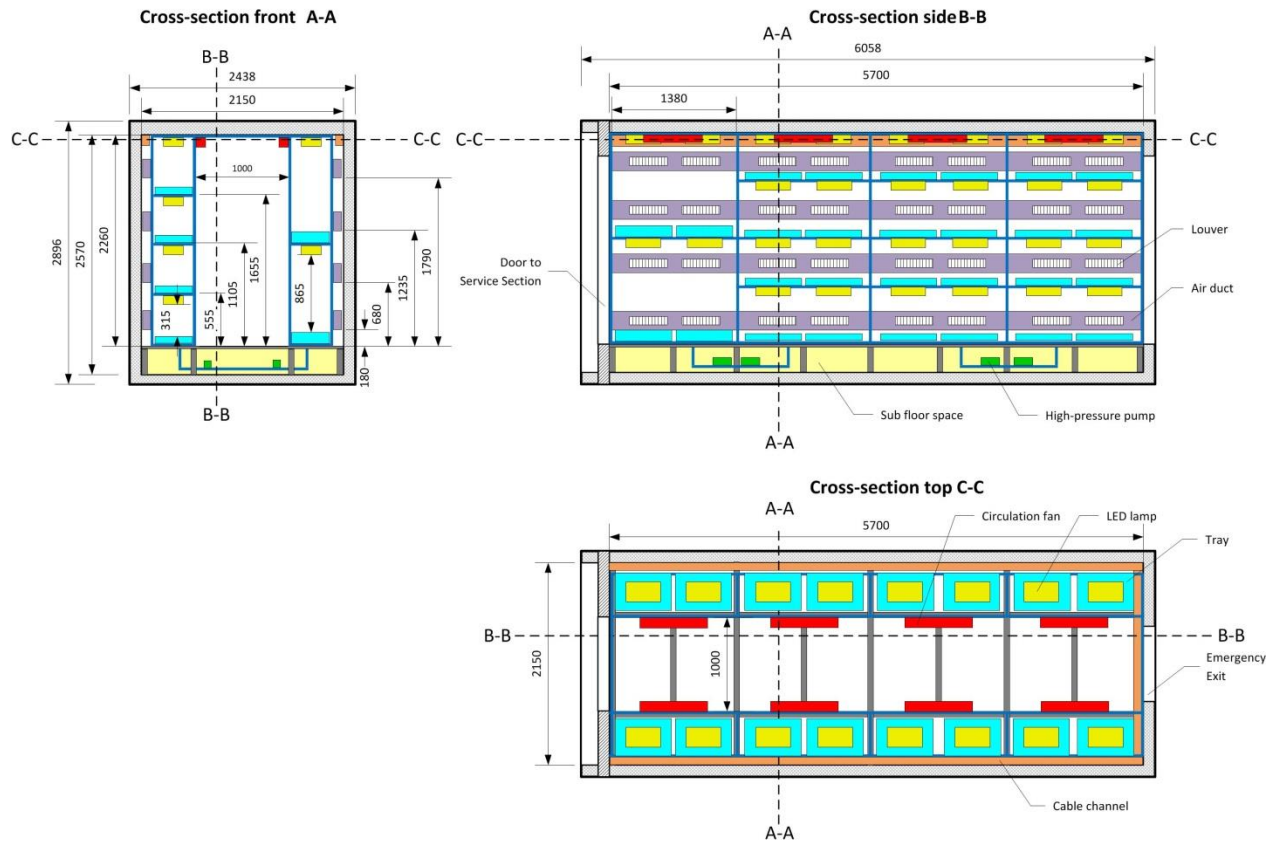 Cross-section front A-A
B-B
2438
2150
C-C
C-C
1000
2896
2570
2260
315
555
1105
1655
865
180
680
1235
1790
B-B
Cross-section side B-B
A-A
6058
5700
1380
C-C
C-C
Door to
Service Section
Louver
Air duct
Sub floor space
High-pressure pump
A-A
Cross-section top C-C
A-A
5700
Circulation fan
LED lamp
Tray
B-B
B-B
2150
1000
Emergency
Exit
Cable channel
A-A